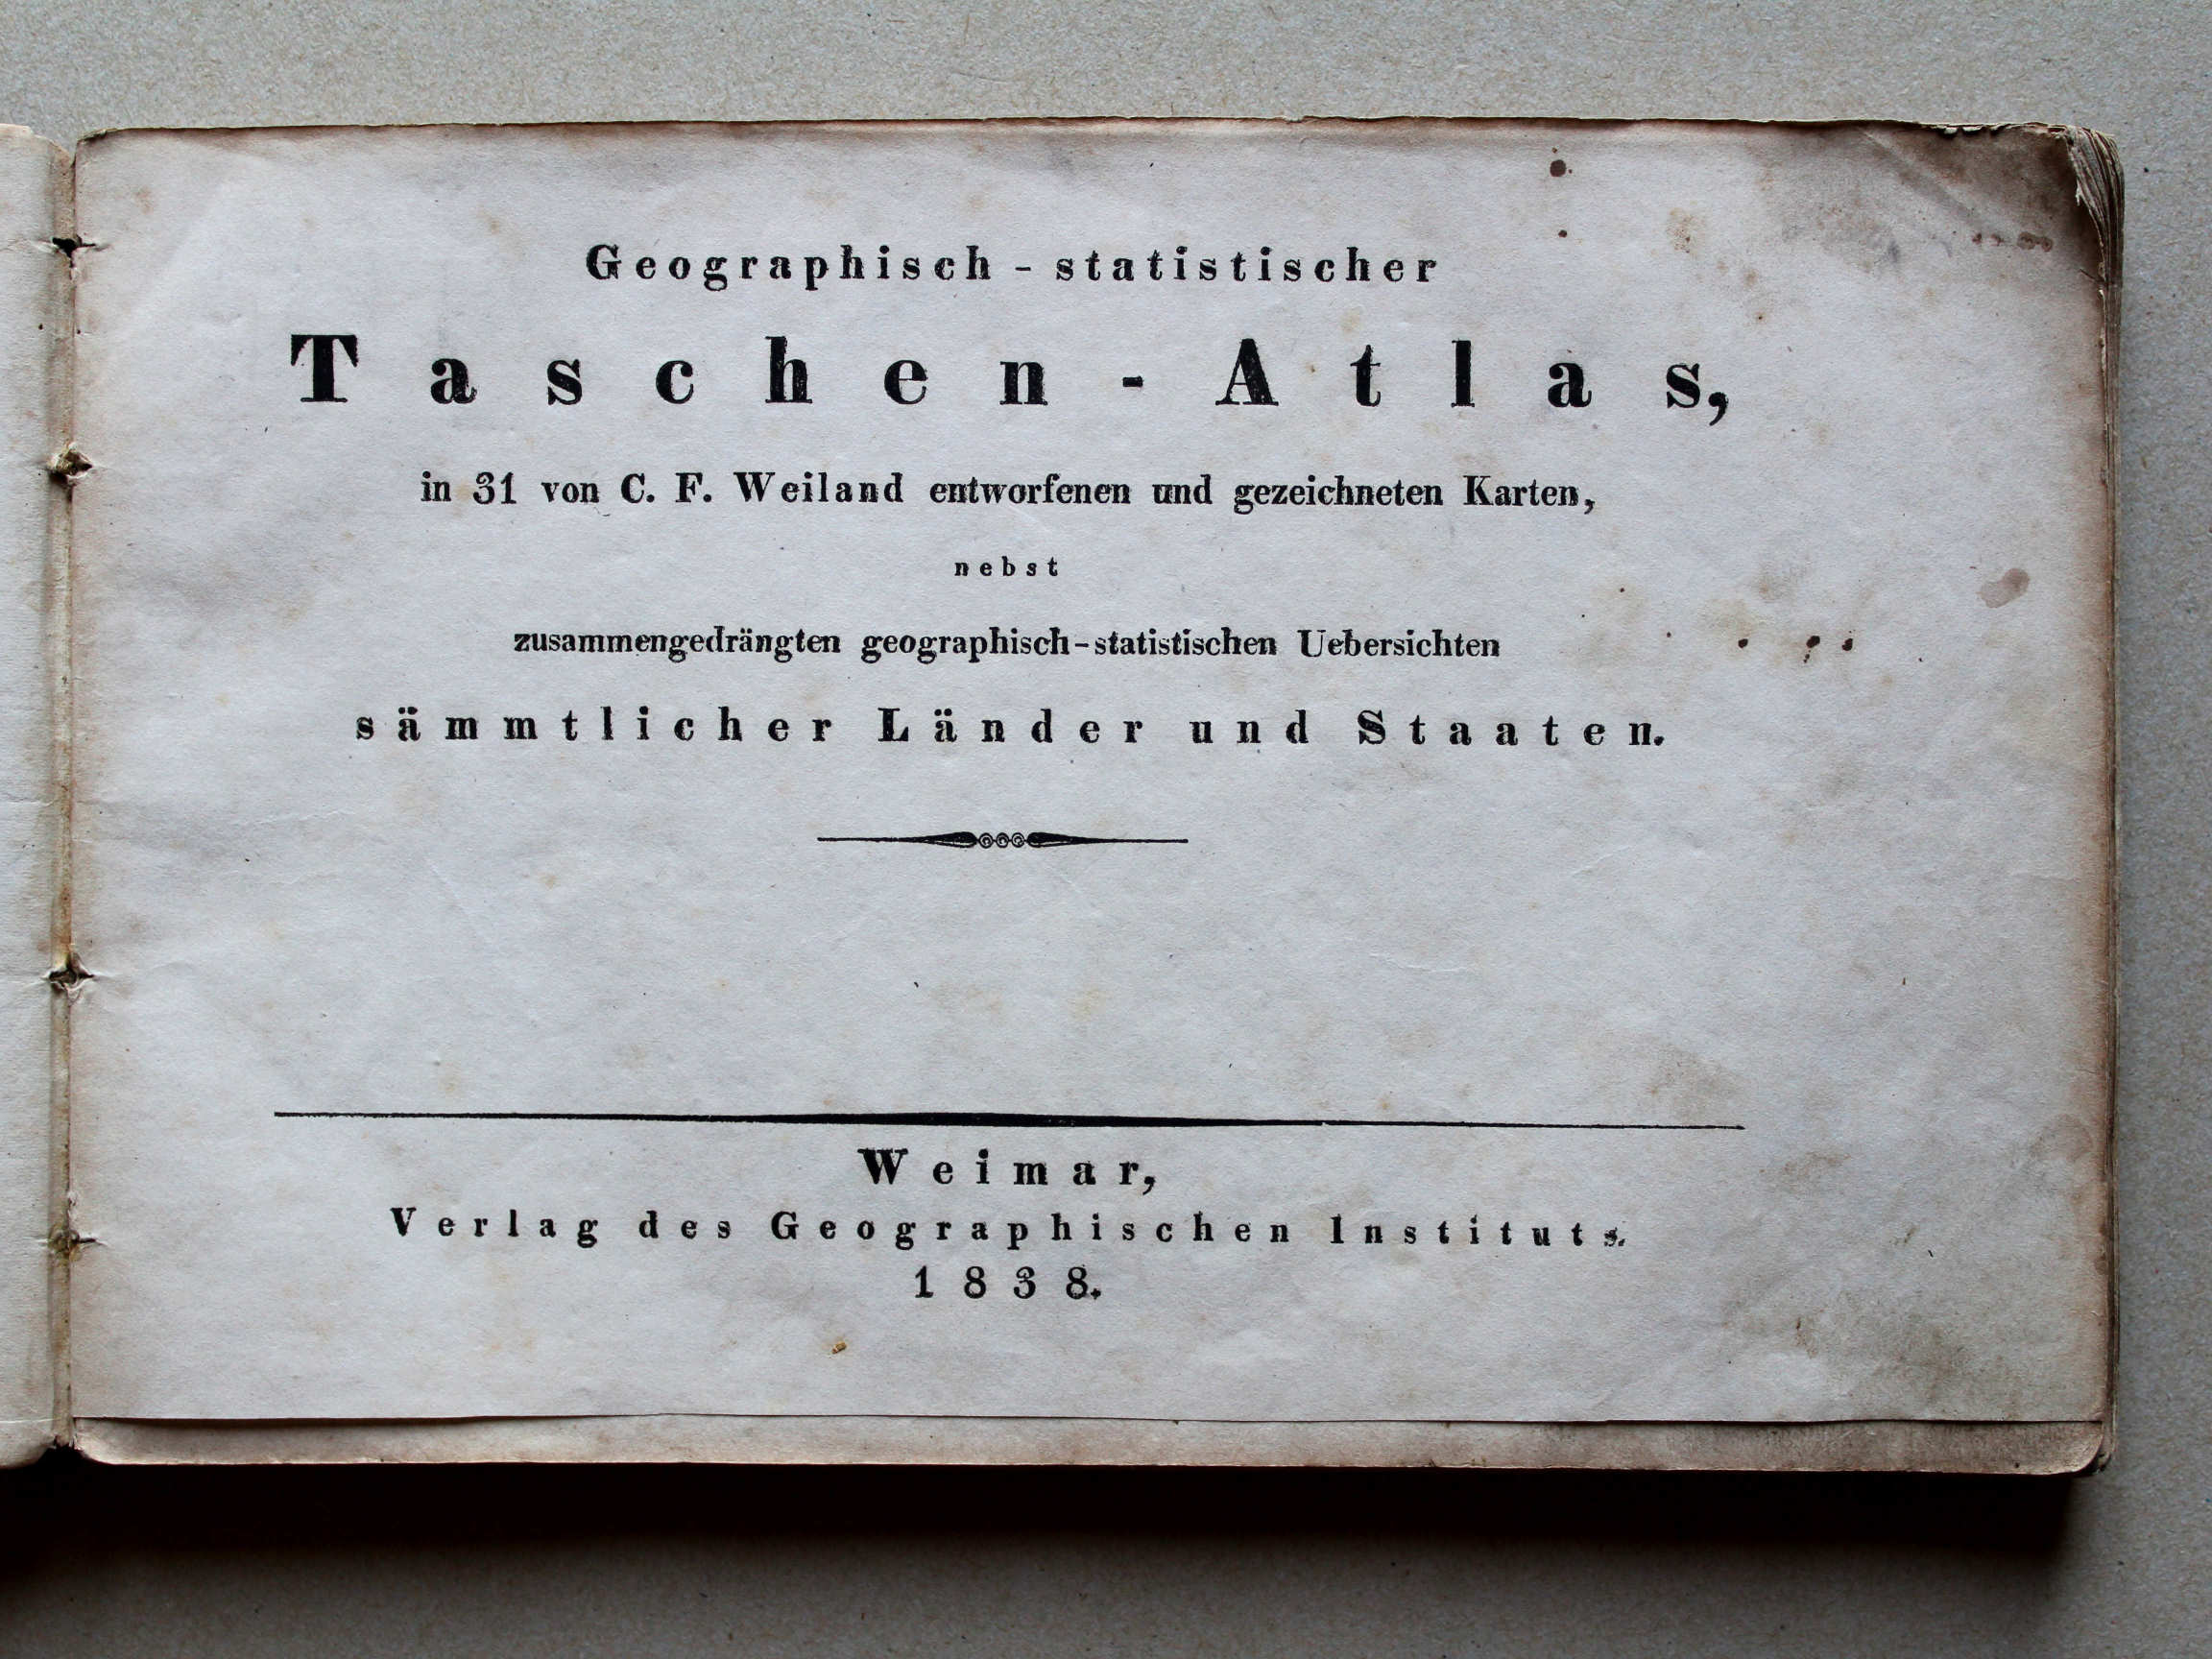 Geographisch - statistischer
Taschen - Atlas,
in 31 von C. F. Weiland entworfenen und gezeichneten Karten,
nebst
zusammengedrängten geographisch-statistischen Uebersichten
sämmtlicher Länder und Staaten.
Weimar,
Verlag des Geographischen Instituts.
1838.